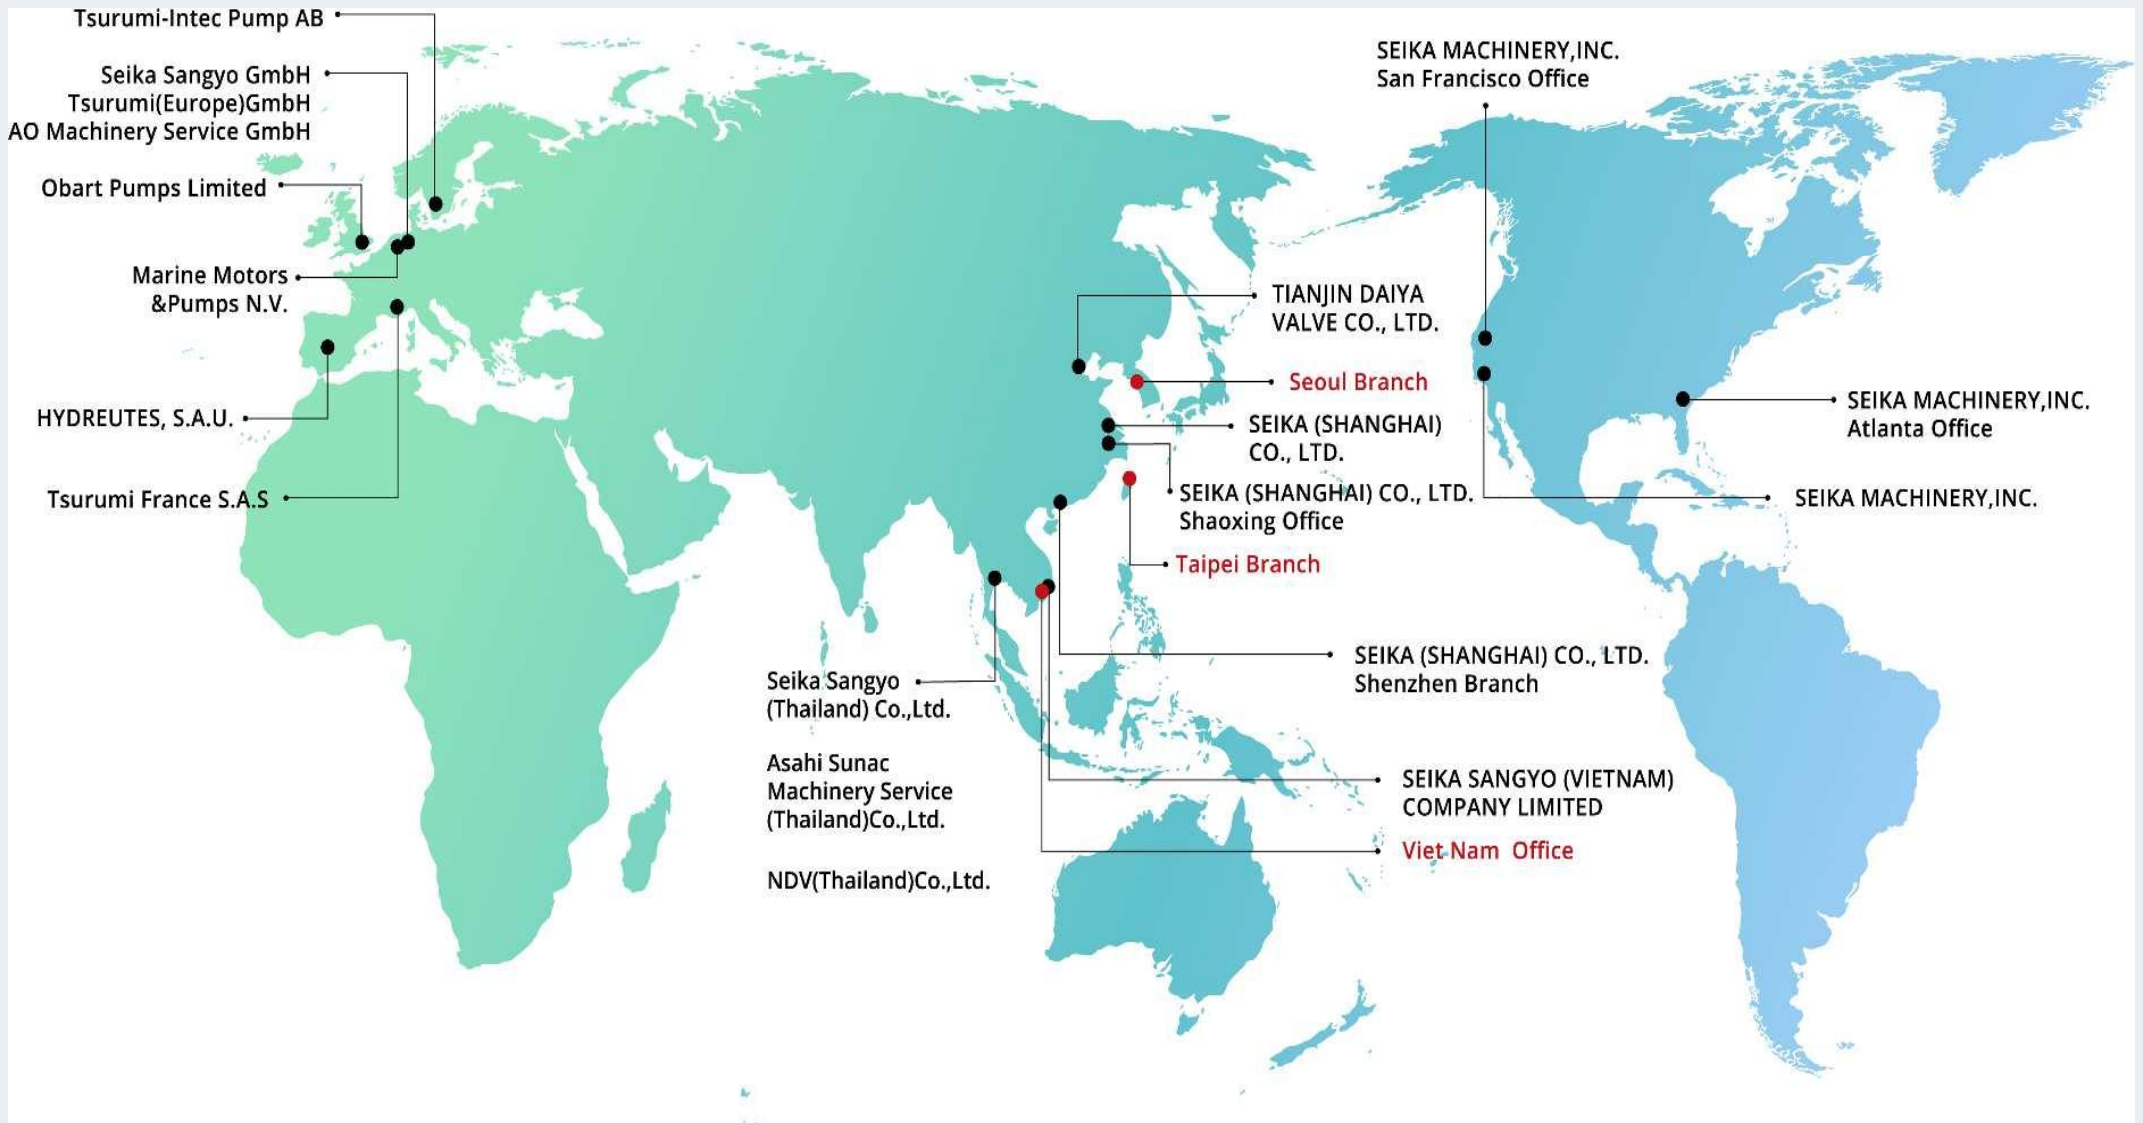 Tsurumi-Intec Pump AB
Seika Sangyo GmbH
Tsurumi(Europe)GmbH
AO Machinery Service GmbH
Obart Pumps Limited
Marine Motors
&Pumps N.V.
HYDREUTES, S.A.U.
Tsurumi France S.A.S
SEIKA MACHINERY,INC.
San Francisco Office
TIANJIN DAIYA
VALVE CO., LTD.
Seoul Branch
SEIKA (SHANGHAI)
CO., LTD.
SEIKA (SHANGHAI) CO., LTD.
Shaoxing Office
Taipei Branch
SEIKA MACHINERY,INC.
Atlanta Office
SEIKA MACHINERY,INC.
SEIKA (SHANGHAI) CO., LTD.
Shenzhen Branch
Seika Sangyo
(Thailand) Co.,Ltd.
Asahi Sunac
Machinery Service
(Thailand)Co.,Ltd.
NDV(Thailand)Co.,Ltd.
SEIKA SANGYO (VIETNAM)
COMPANY LIMITED
Viet Nam  Office